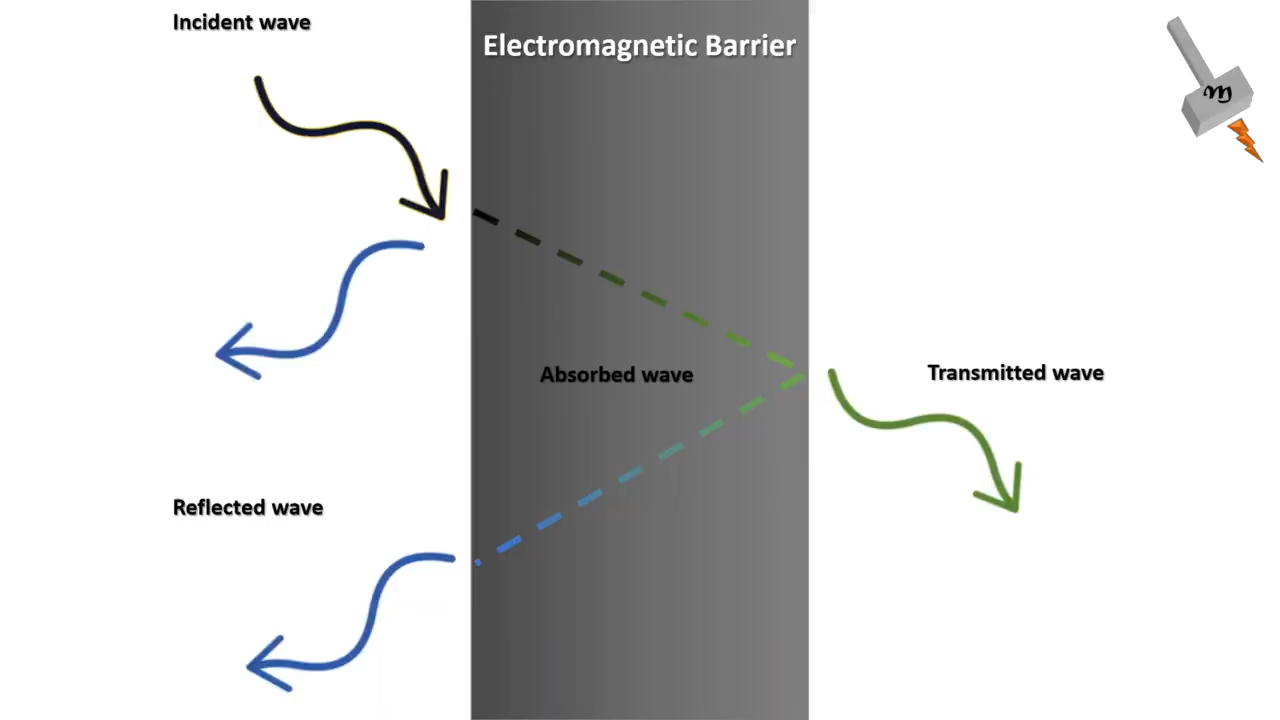 Incident wave
Electromagnetic Barrier
Absorbed wave
Transmitted wave
Reflected wave